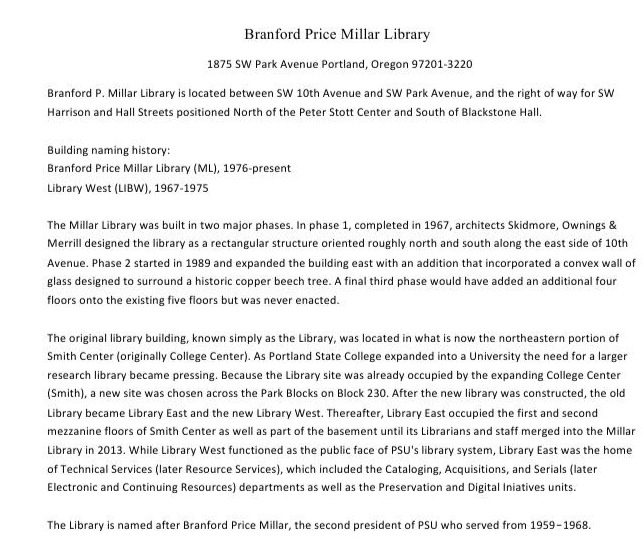 Branford Price Millar Library
1875 SW Park Avenue Portland, Oregon 97201-3220
Branford P. Millar Library is located between SW 10th Avenue and SW Park Avenue, and the right of way for SW
Harrison and Hall Streets positioned North of the Peter Stott Center and South of Blackstone Hall.
Building naming history:
Branford Price Millar Library (ML), 1976-present
Library West (LIBW), 1967-1975
The Millar Library was built in two major phases. In phase 1, completed in 1967, architects Skidmore, Ownings &
Merrill designed the library as a rectangular structure oriented roughly north and south along the east side of 10th
Avenue. Phase 2 started in 1989 and expanded the building east with an addition that incorporated a convex wall of
glass designed to surround a historic copper beech tree. A final third phase would have added an additional four
floors onto the existing five floors but was never enacted.
The original library building, known simply as the Library, was located in what is now the northeastern portion of
Smith Center (originally College Center). As Portland State College expanded into a University the need for a larger
research library became pressing. Because the Library site was already occupied by the expanding College Center
(Smith), a new site was chosen across the Park Blocks on Block 230. After the new library was constructed, the old
Library became Library East and the new Library West. Thereafter, Library East occupied the first and second
mezzanine floors of Smith Center as well as part of the basement until its Librarians and staff merged into the Millar
Library in 2013. While Library West functioned as the public face of PSU's library system, Library East was the home
of Technical Services (later Resource Services), which included the Cataloging, Acquisitions, and Serials (later
Electronic and Continuing Resources) departments as well as the Preservation and Digital Iniatives units.
The Library is named after Branford Price Millar, the second president of PSU who served from 1959–1968.